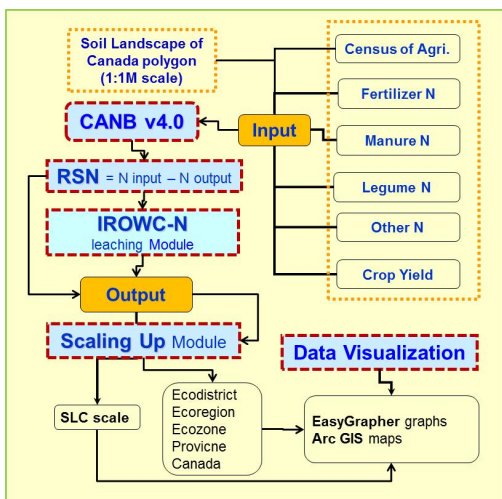 Soil Landscape of
Canada polygon
(1:1M scale)
Census of Agri.
Fertilizer N
CANB v4.0
Input
Manure N
RSN = N input – N output
Legume N
IROWC-N
leaching Module
Other N
Output
Crop Yield
Scaling Up Module
Data Visualization
SLC scale
Ecodistrict
Ecoregion
Ecozone
Provicne
Canada
EasyGrapher graphs
Arc GIS maps